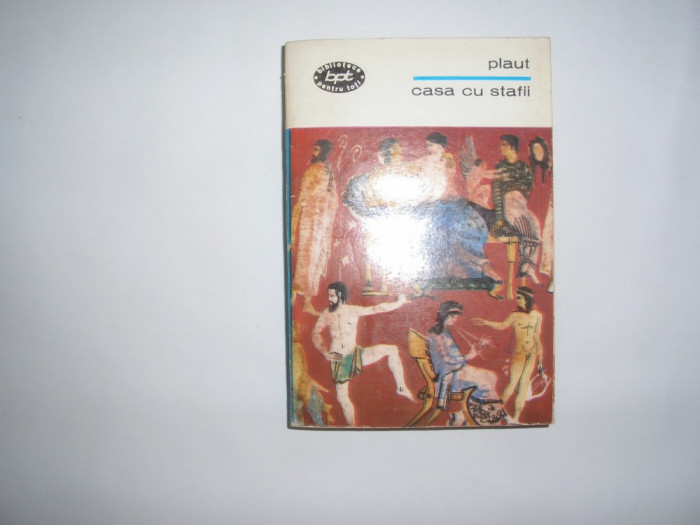 biblioteca
bpt
pentru toți
plaut
casa cu stafii